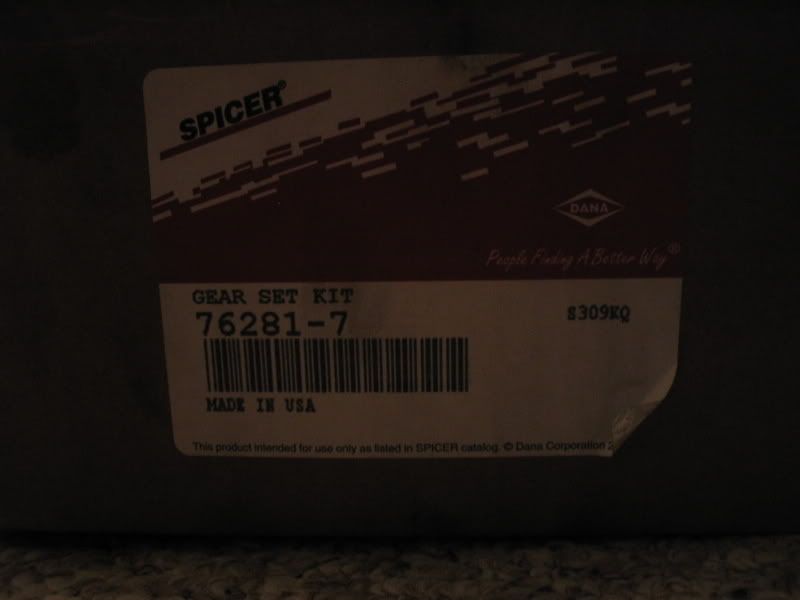 SPICER®
DANA
People Finding A Better Way®
GEAR SET KIT
76281-7
S309KQ
MADE IN USA
This product intended for use only as listed in SPICER catalog. © Dana Corporation 2